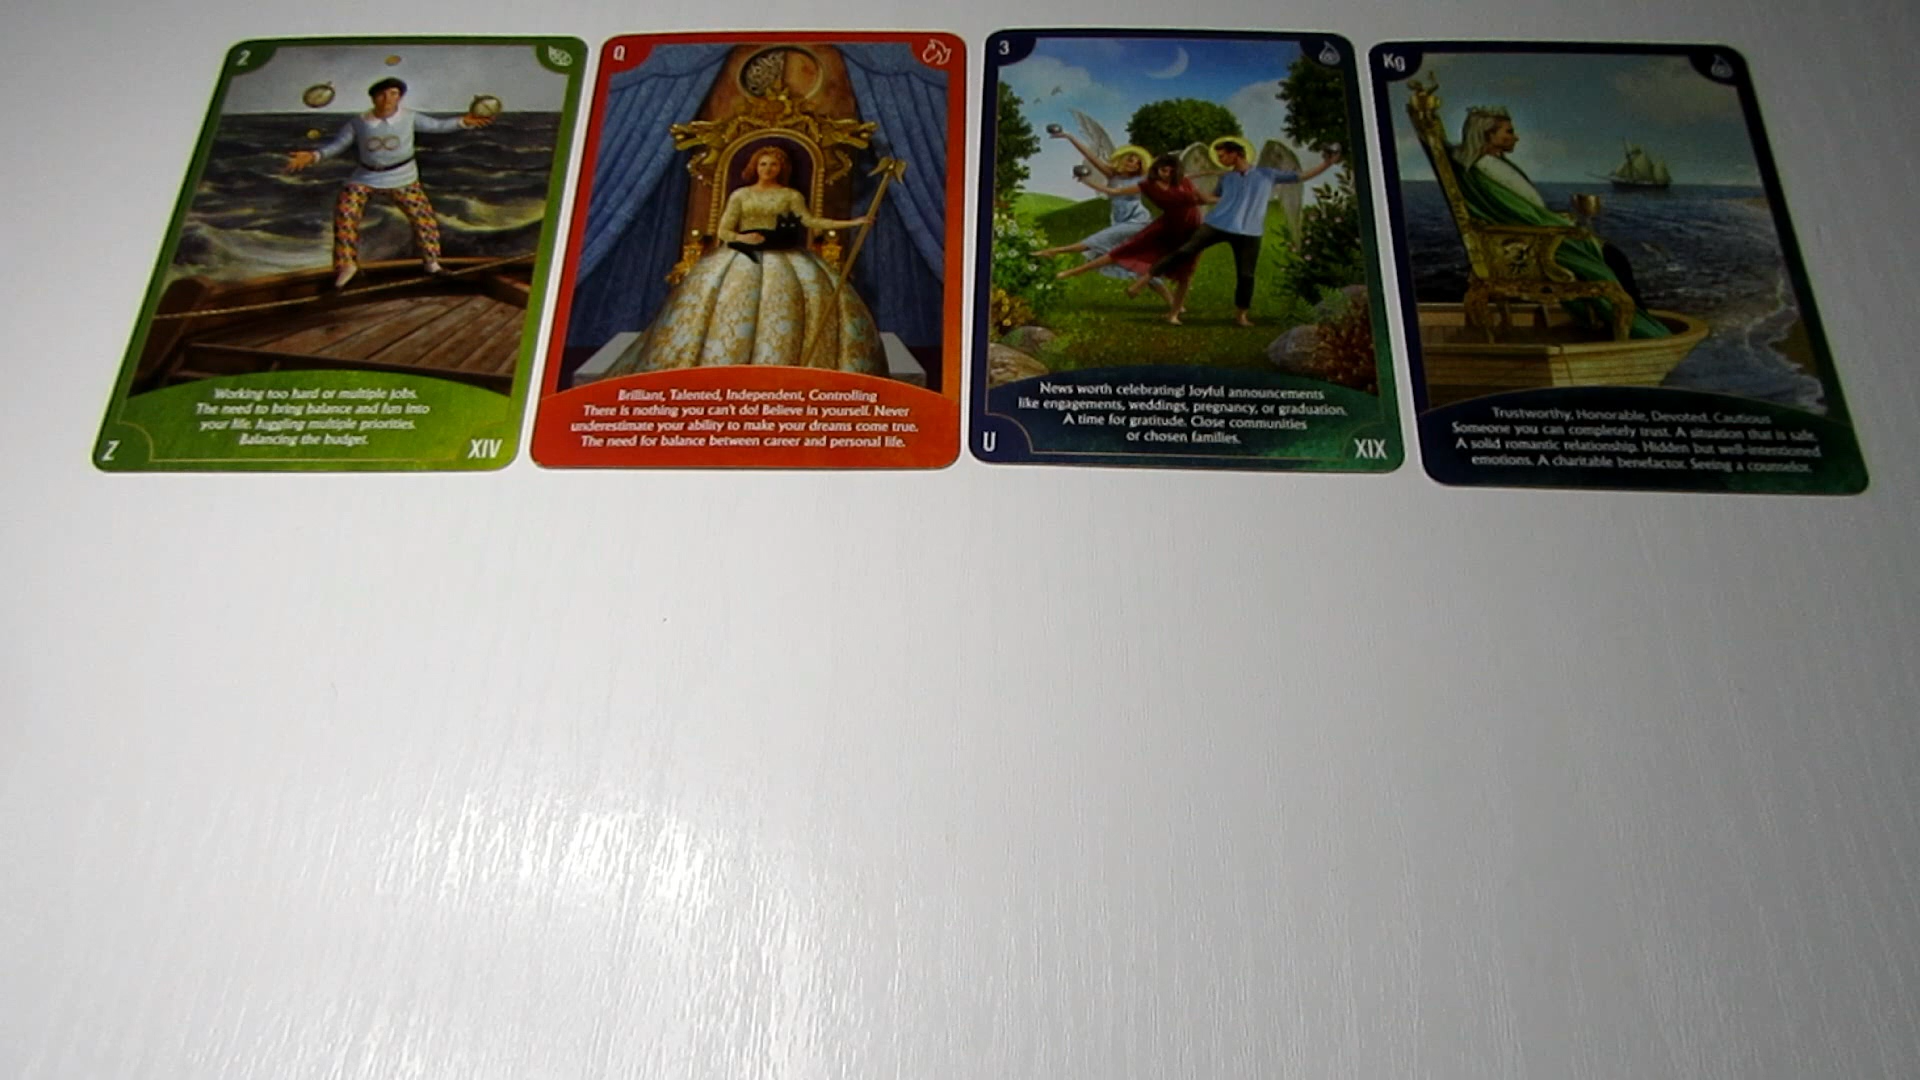 2
Working too hard or multiple jobs.
The need to bring balance and fun into
your life. Juggling multiple priorities.
Balancing the budget.
Z
XIV
Q
Brilliant, Talented, Independent, Controlling
There is nothing you can't do! Believe in yourself. Never
underestimate your ability to make your dreams come true.
The need for balance between career and personal life.
3
News worth celebrating! Joyful announcements
like engagements, weddings, pregnancy, or graduation.
A time for gratitude. Close communities
or chosen families.
U
XIX
Kg
Trustworthy, Honorable, Devoted, Cautious
Someone you can completely trust. A situation that is safe.
A solid romantic relationship. Hidden but well-intentioned
emotions. A charitable benefactor. Seeing a counselor.